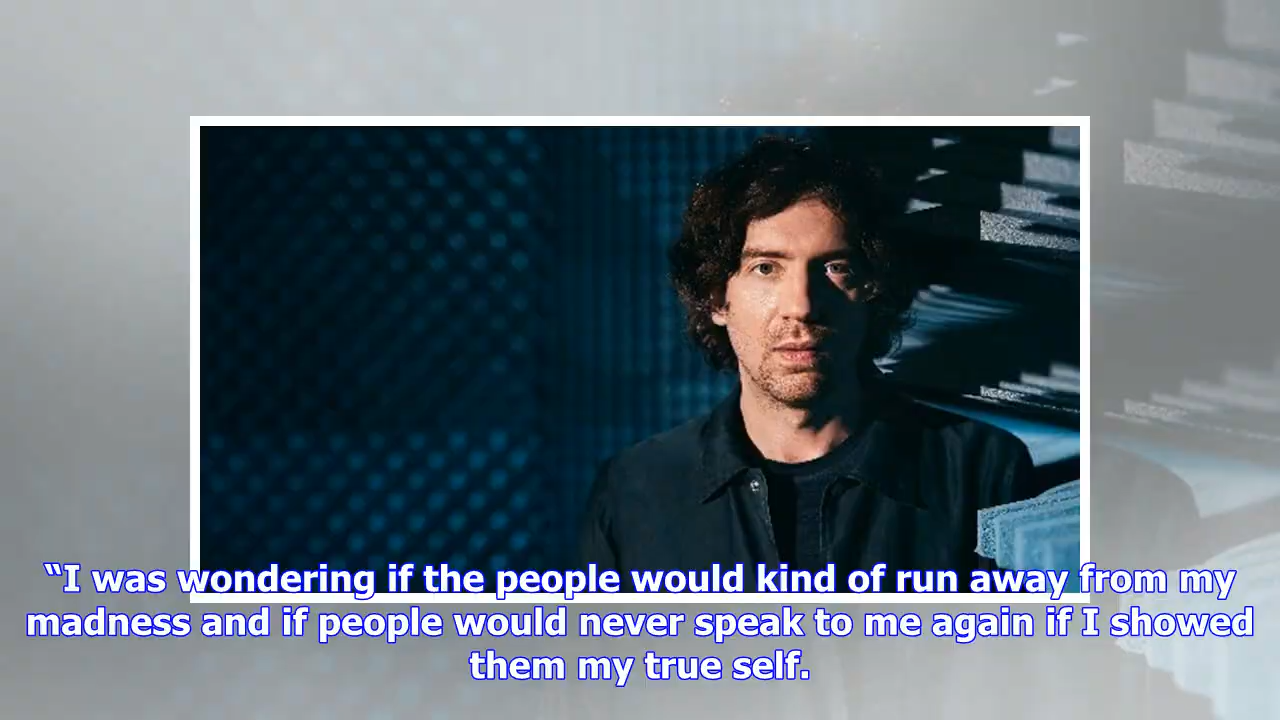 “I was wondering if the people would kind of run away from my
madness and if people would never speak to me again if I showed
them my true self.